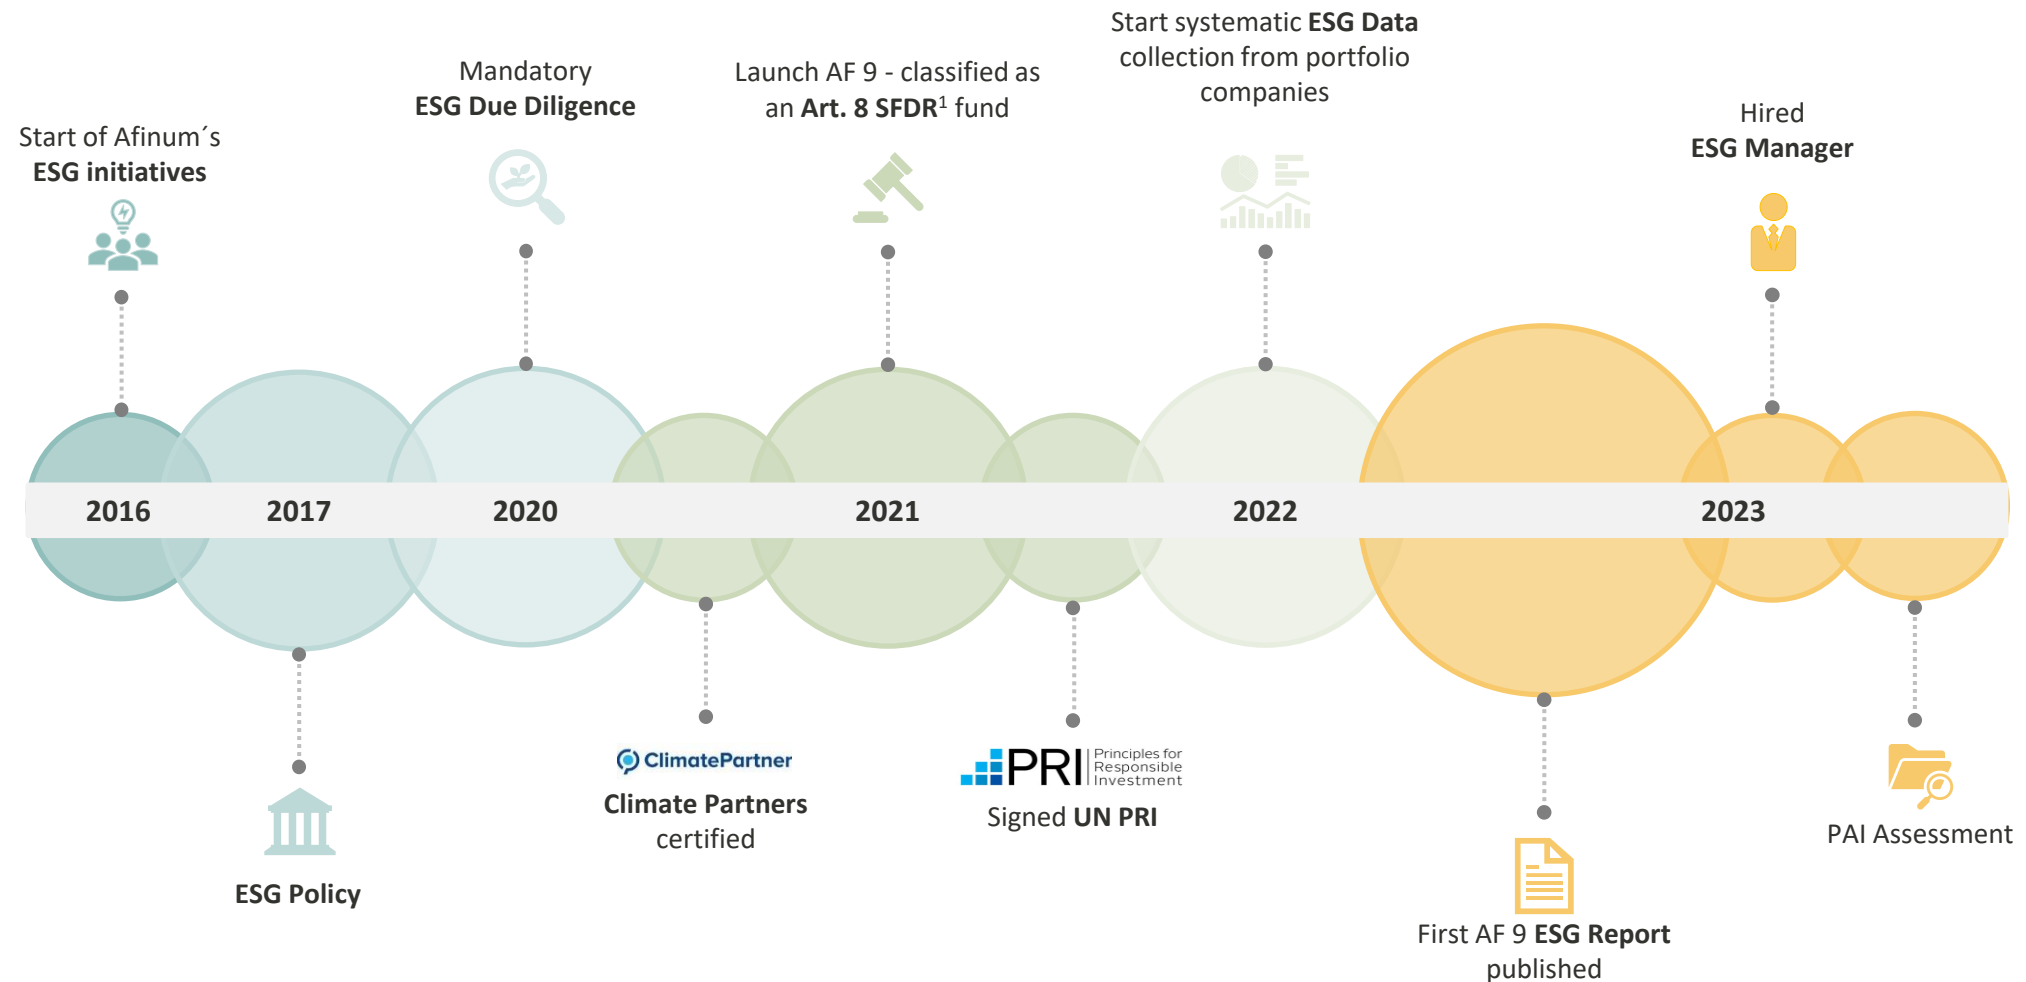 Start of Afinum´s
ESG initiatives
Mandatory
ESG Due Diligence
Launch AF 9 - classified as
an Art. 8 SFDR¹ fund
Start systematic ESG Data
collection from portfolio
companies
Hired
ESG Manager
2016
2017
2020
2021
2022
2023
ESG Policy
ClimatePartner
Climate Partners
certified
PRI
Principles for
Responsible
Investment
Signed UN PRI
First AF 9 ESG Report
published
PAI Assessment